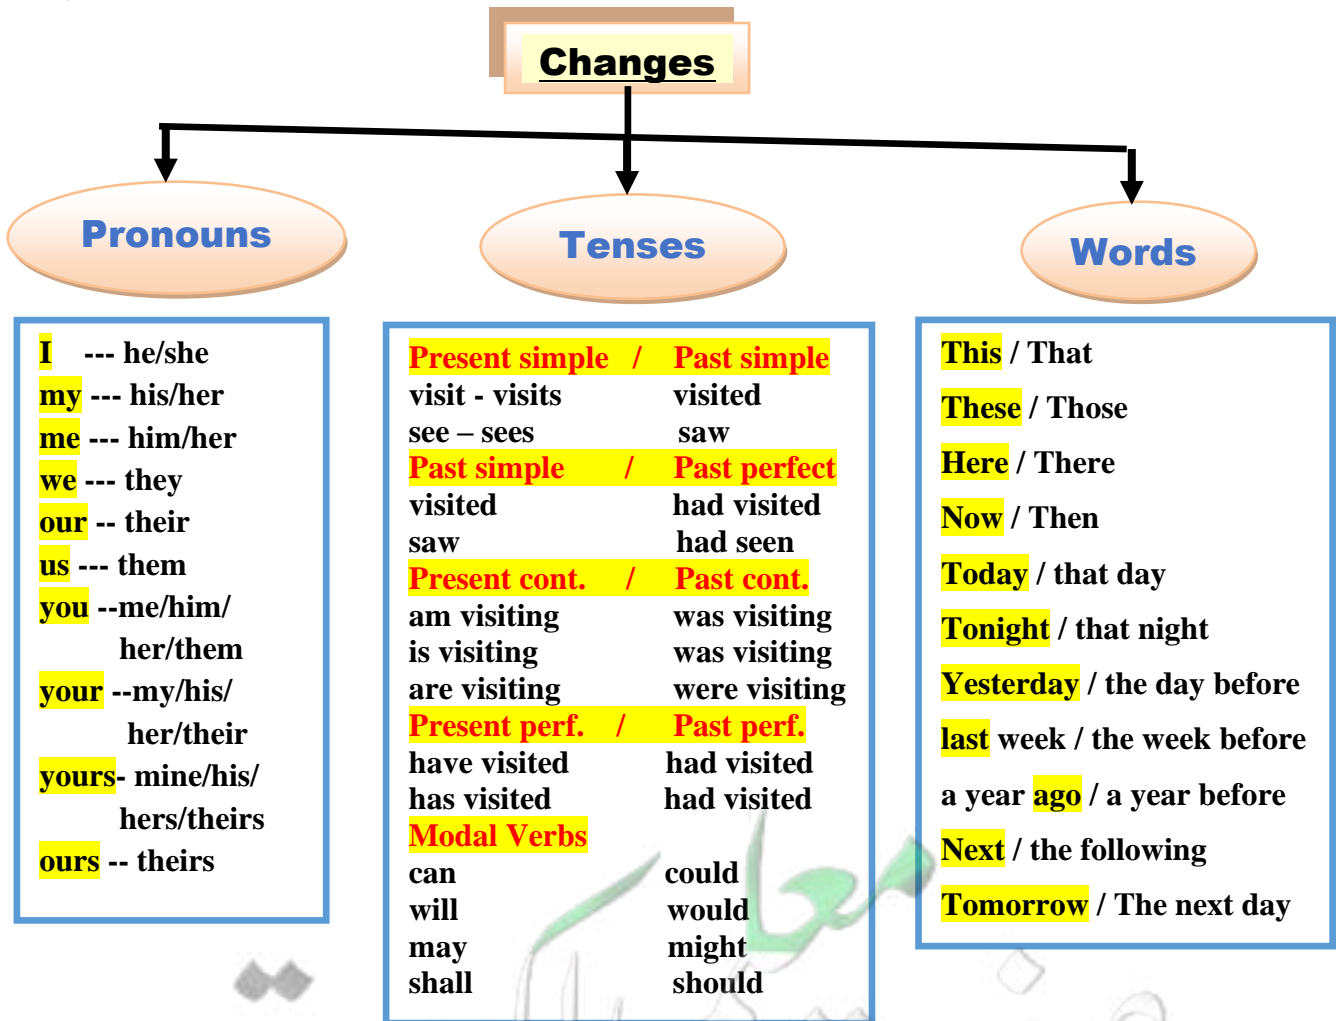 Changes
Pronouns
Tenses
Words
I --- he/she
my --- his/her
me --- him/her
we --- they
our -- their
us --- them
you --me/him/
her/them
your --my/his/
her/their
yours- mine/his/
hers/theirs
ours -- theirs
Present simple / Past simple
visit - visits visited
see – sees saw
Past simple / Past perfect
visited had visited
saw had seen
Present cont. / Past cont.
am visiting was visiting
is visiting was visiting
are visiting were visiting
Present perf. / Past perf.
have visited had visited
has visited had visited
Modal Verbs
can could
will would
may might
shall should
This / That
These / Those
Here / There
Now / Then
Today / that day
Tonight / that night
Yesterday / the day before
last week / the week before
a year ago / a year before
Next / the following
Tomorrow / The next day